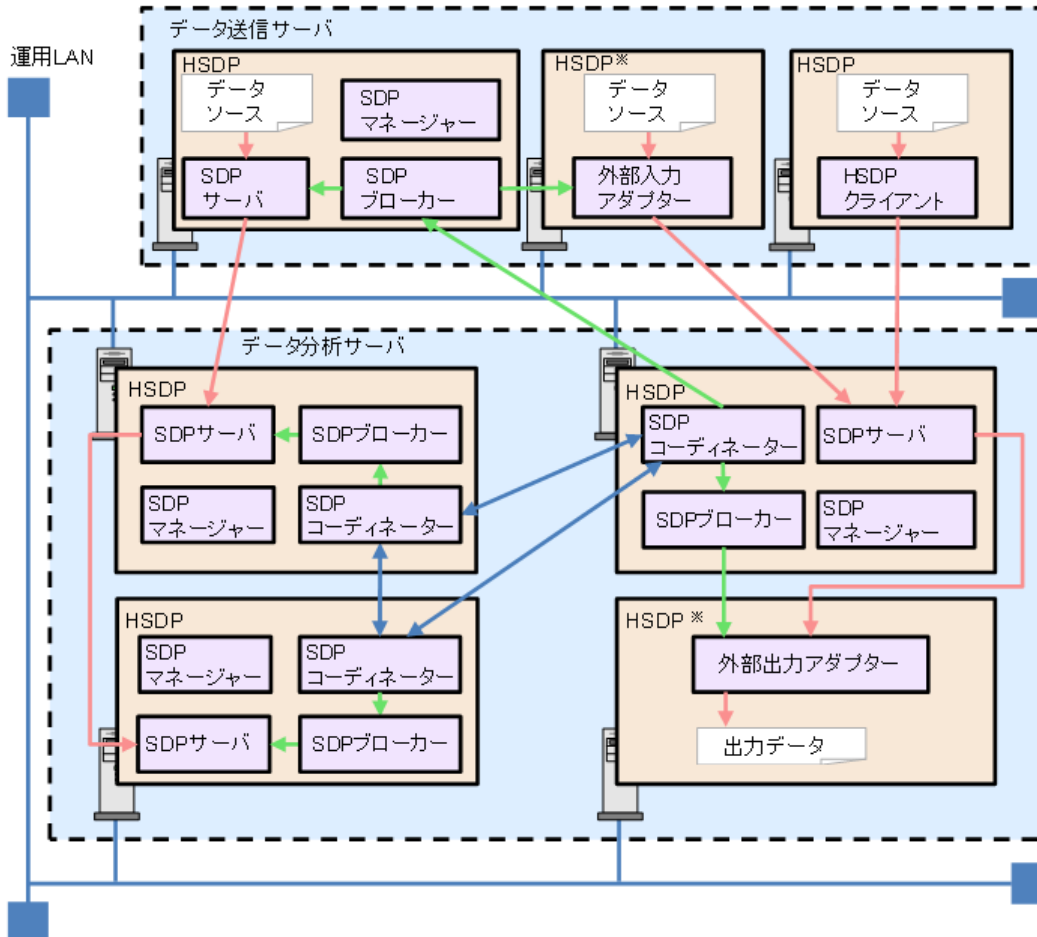 データ送信サーバ
運用LAN
HSDP
データ
ソース
SDP
マネージャー
SDP
サーバ
SDP
ブローカー
HSDP※
データ
ソース
外部入力
アダプター
HSDP
データ
ソース
HSDP
クライアント
データ分析サーバ
HSDP
SDPサーバ
SDPブローカー
SDP
マネージャー
SDP
コーディネーター
HSDP
SDP
コーディネーター
SDPサーバ
SDPブローカー
SDP
マネージャー
HSDP
SDP
マネージャー
SDP
コーディネーター
SDPサーバ
SDPブローカー
HSDP ※
外部出力アダプター
出力データ